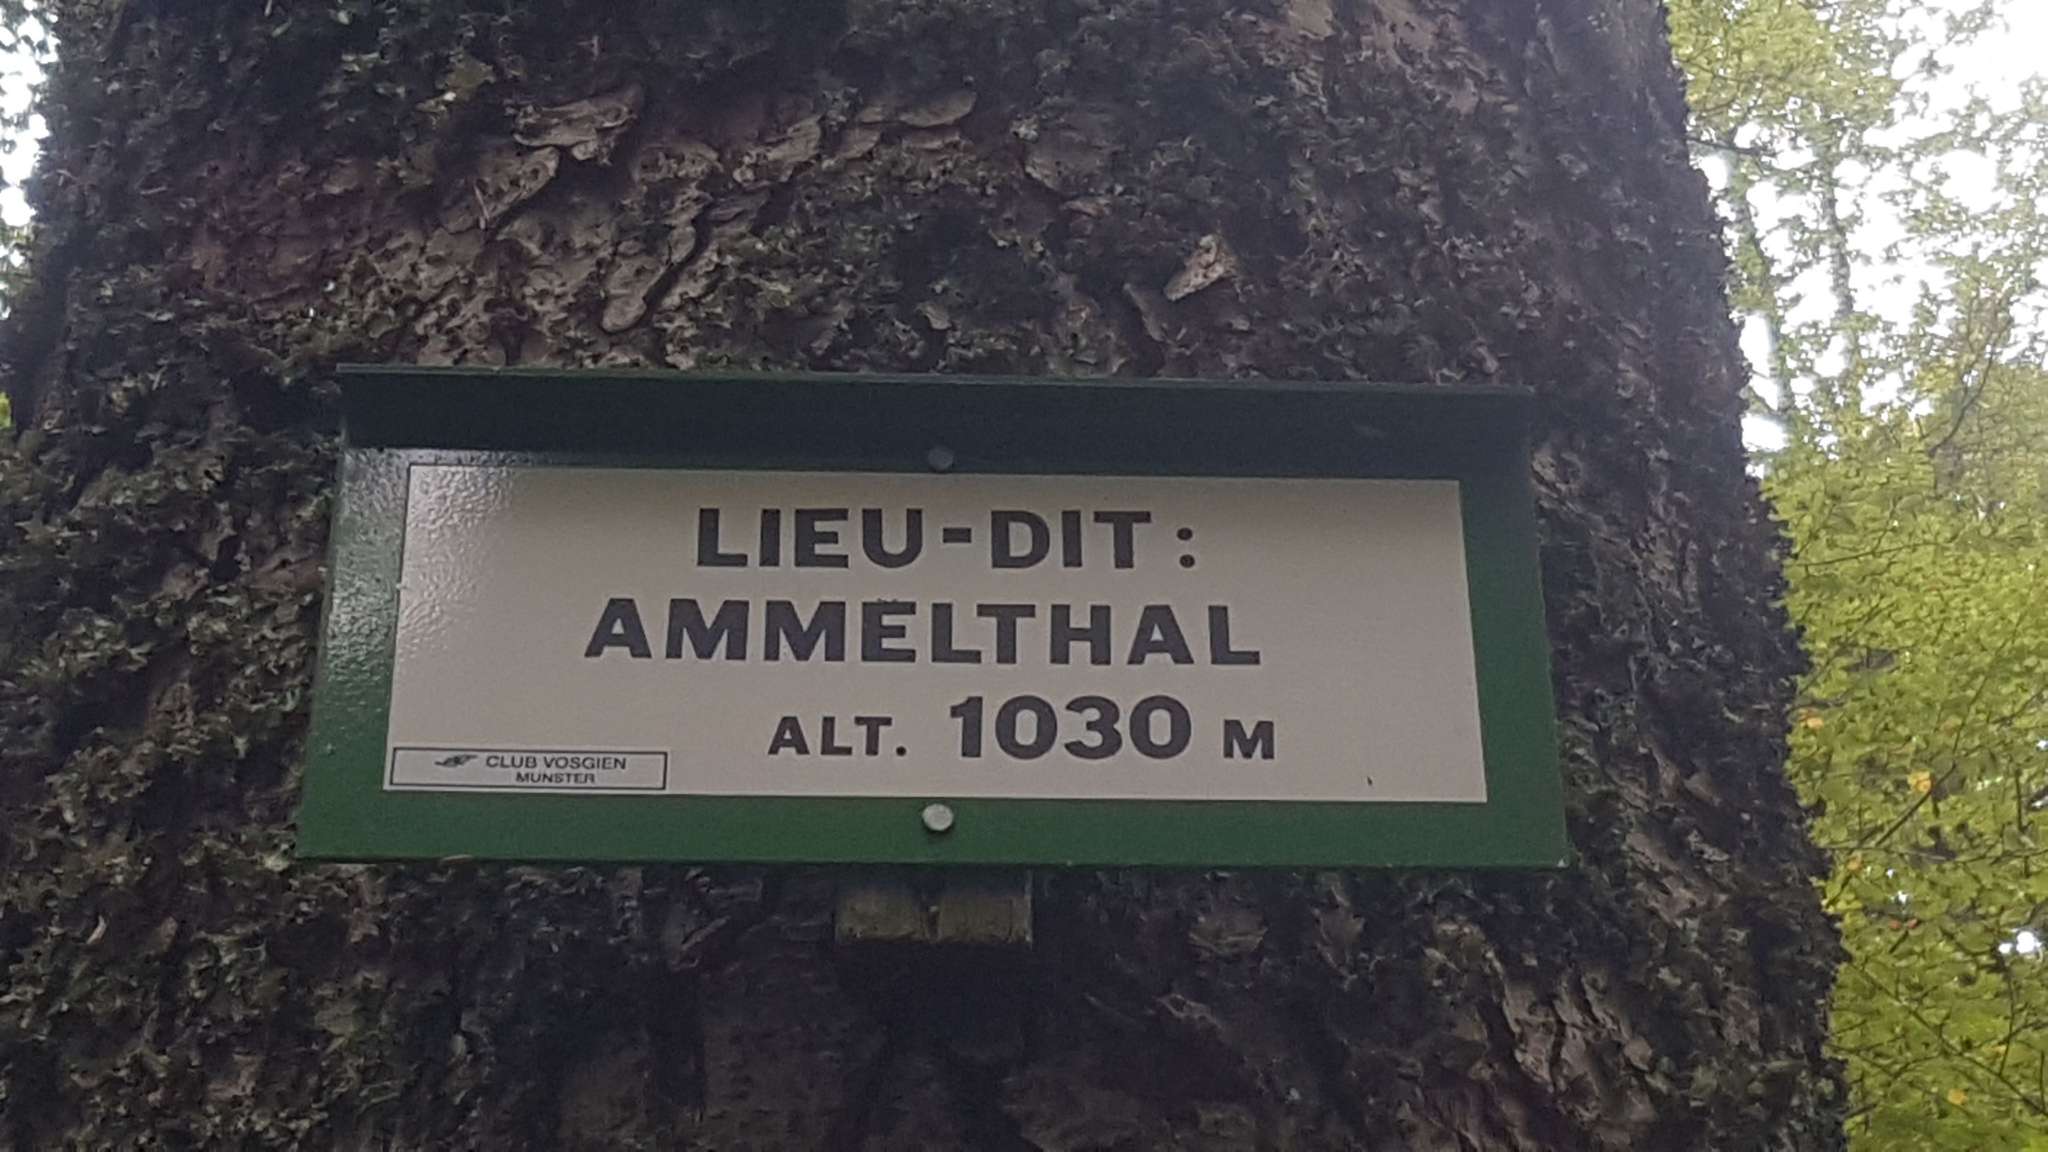 LIEU-DIT :
AMMELTHAL
ALT. 1030 M
CLUB VOSGIEN
MUNSTER